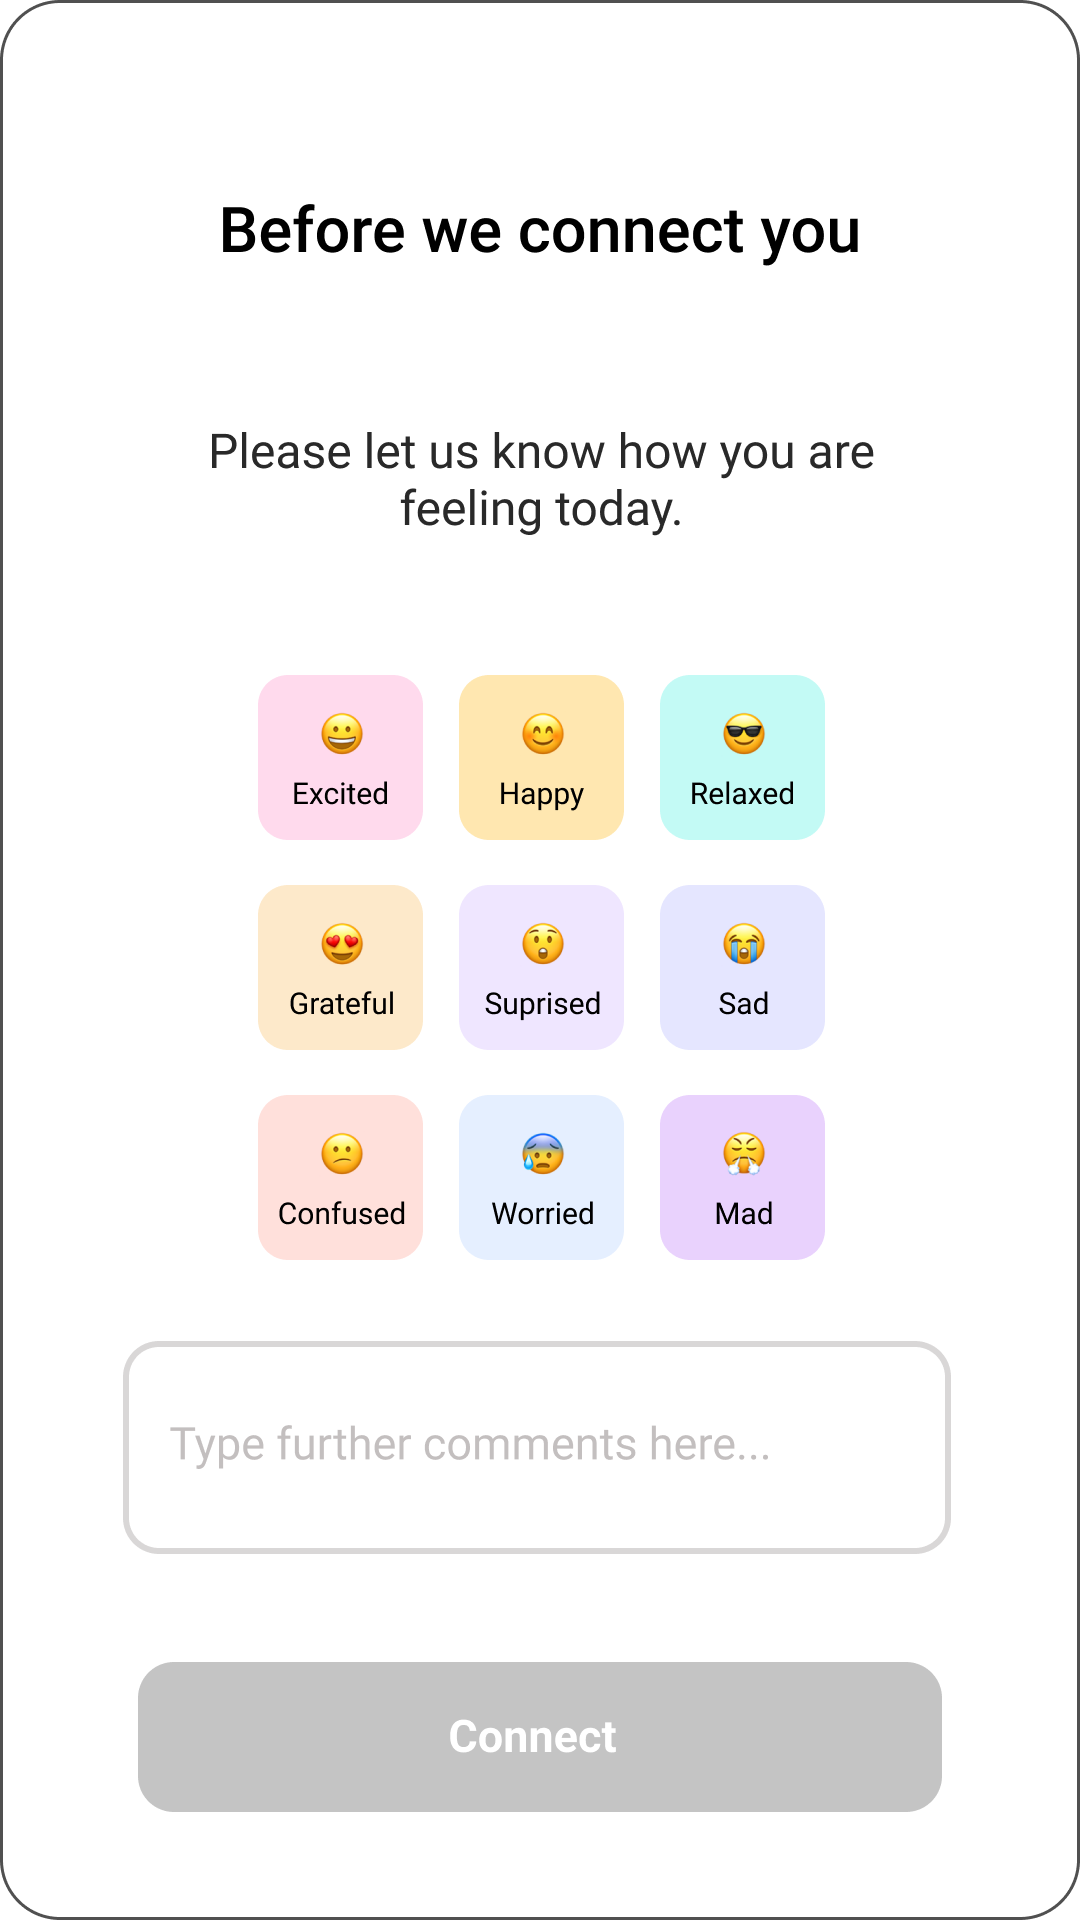 Before we connect you
Please let us know how you are
feeling today.
Excited
Happy
Relaxed
Grateful
Suprised
Sad
Confused
Worried
Mad
Type further comments here...
Connect